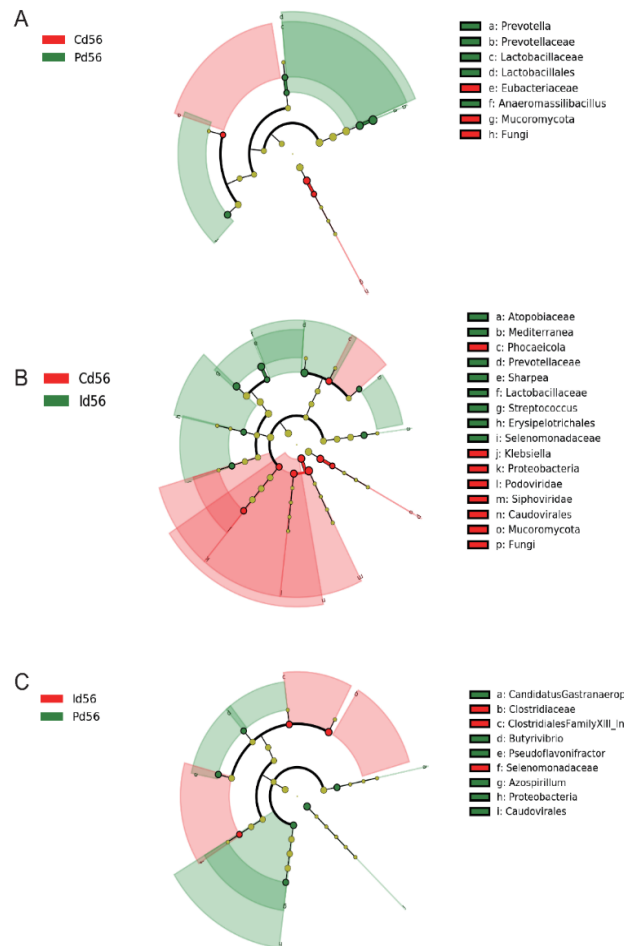 A
Cd56
Pd56
a: Prevotella
b: Prevotellaceae
c: Lactobacillaceae
d: Lactobacillales
e: Eubacteriaceae
f: Anaeromassilibacillus
g: Mucoromycota
h: Fungi
B
Cd56
Id56
a: Atopobiaceae
b: Mediterranea
c: Phocaeicola
d: Prevotellaceae
e: Sharpea
f: Lactobacillaceae
g: Streptococcus
h: Erysipelotrichales
i: Selenomonadaceae
j: Klebsiella
k: Proteobacteria
l: Podoviridae
m: Siphoviridae
n: Caudovirales
o: Mucoromycota
p: Fungi
C
Id56
Pd56
a: CandidatusGastranaerop
b: Clostridiaceae
c: ClostridialesFamilyXIII_In
d: Butyrivibrio
e: Pseudoflavonifractor
f: Selenomonadaceae
g: Azospirillum
h: Proteobacteria
i: Caudovirales